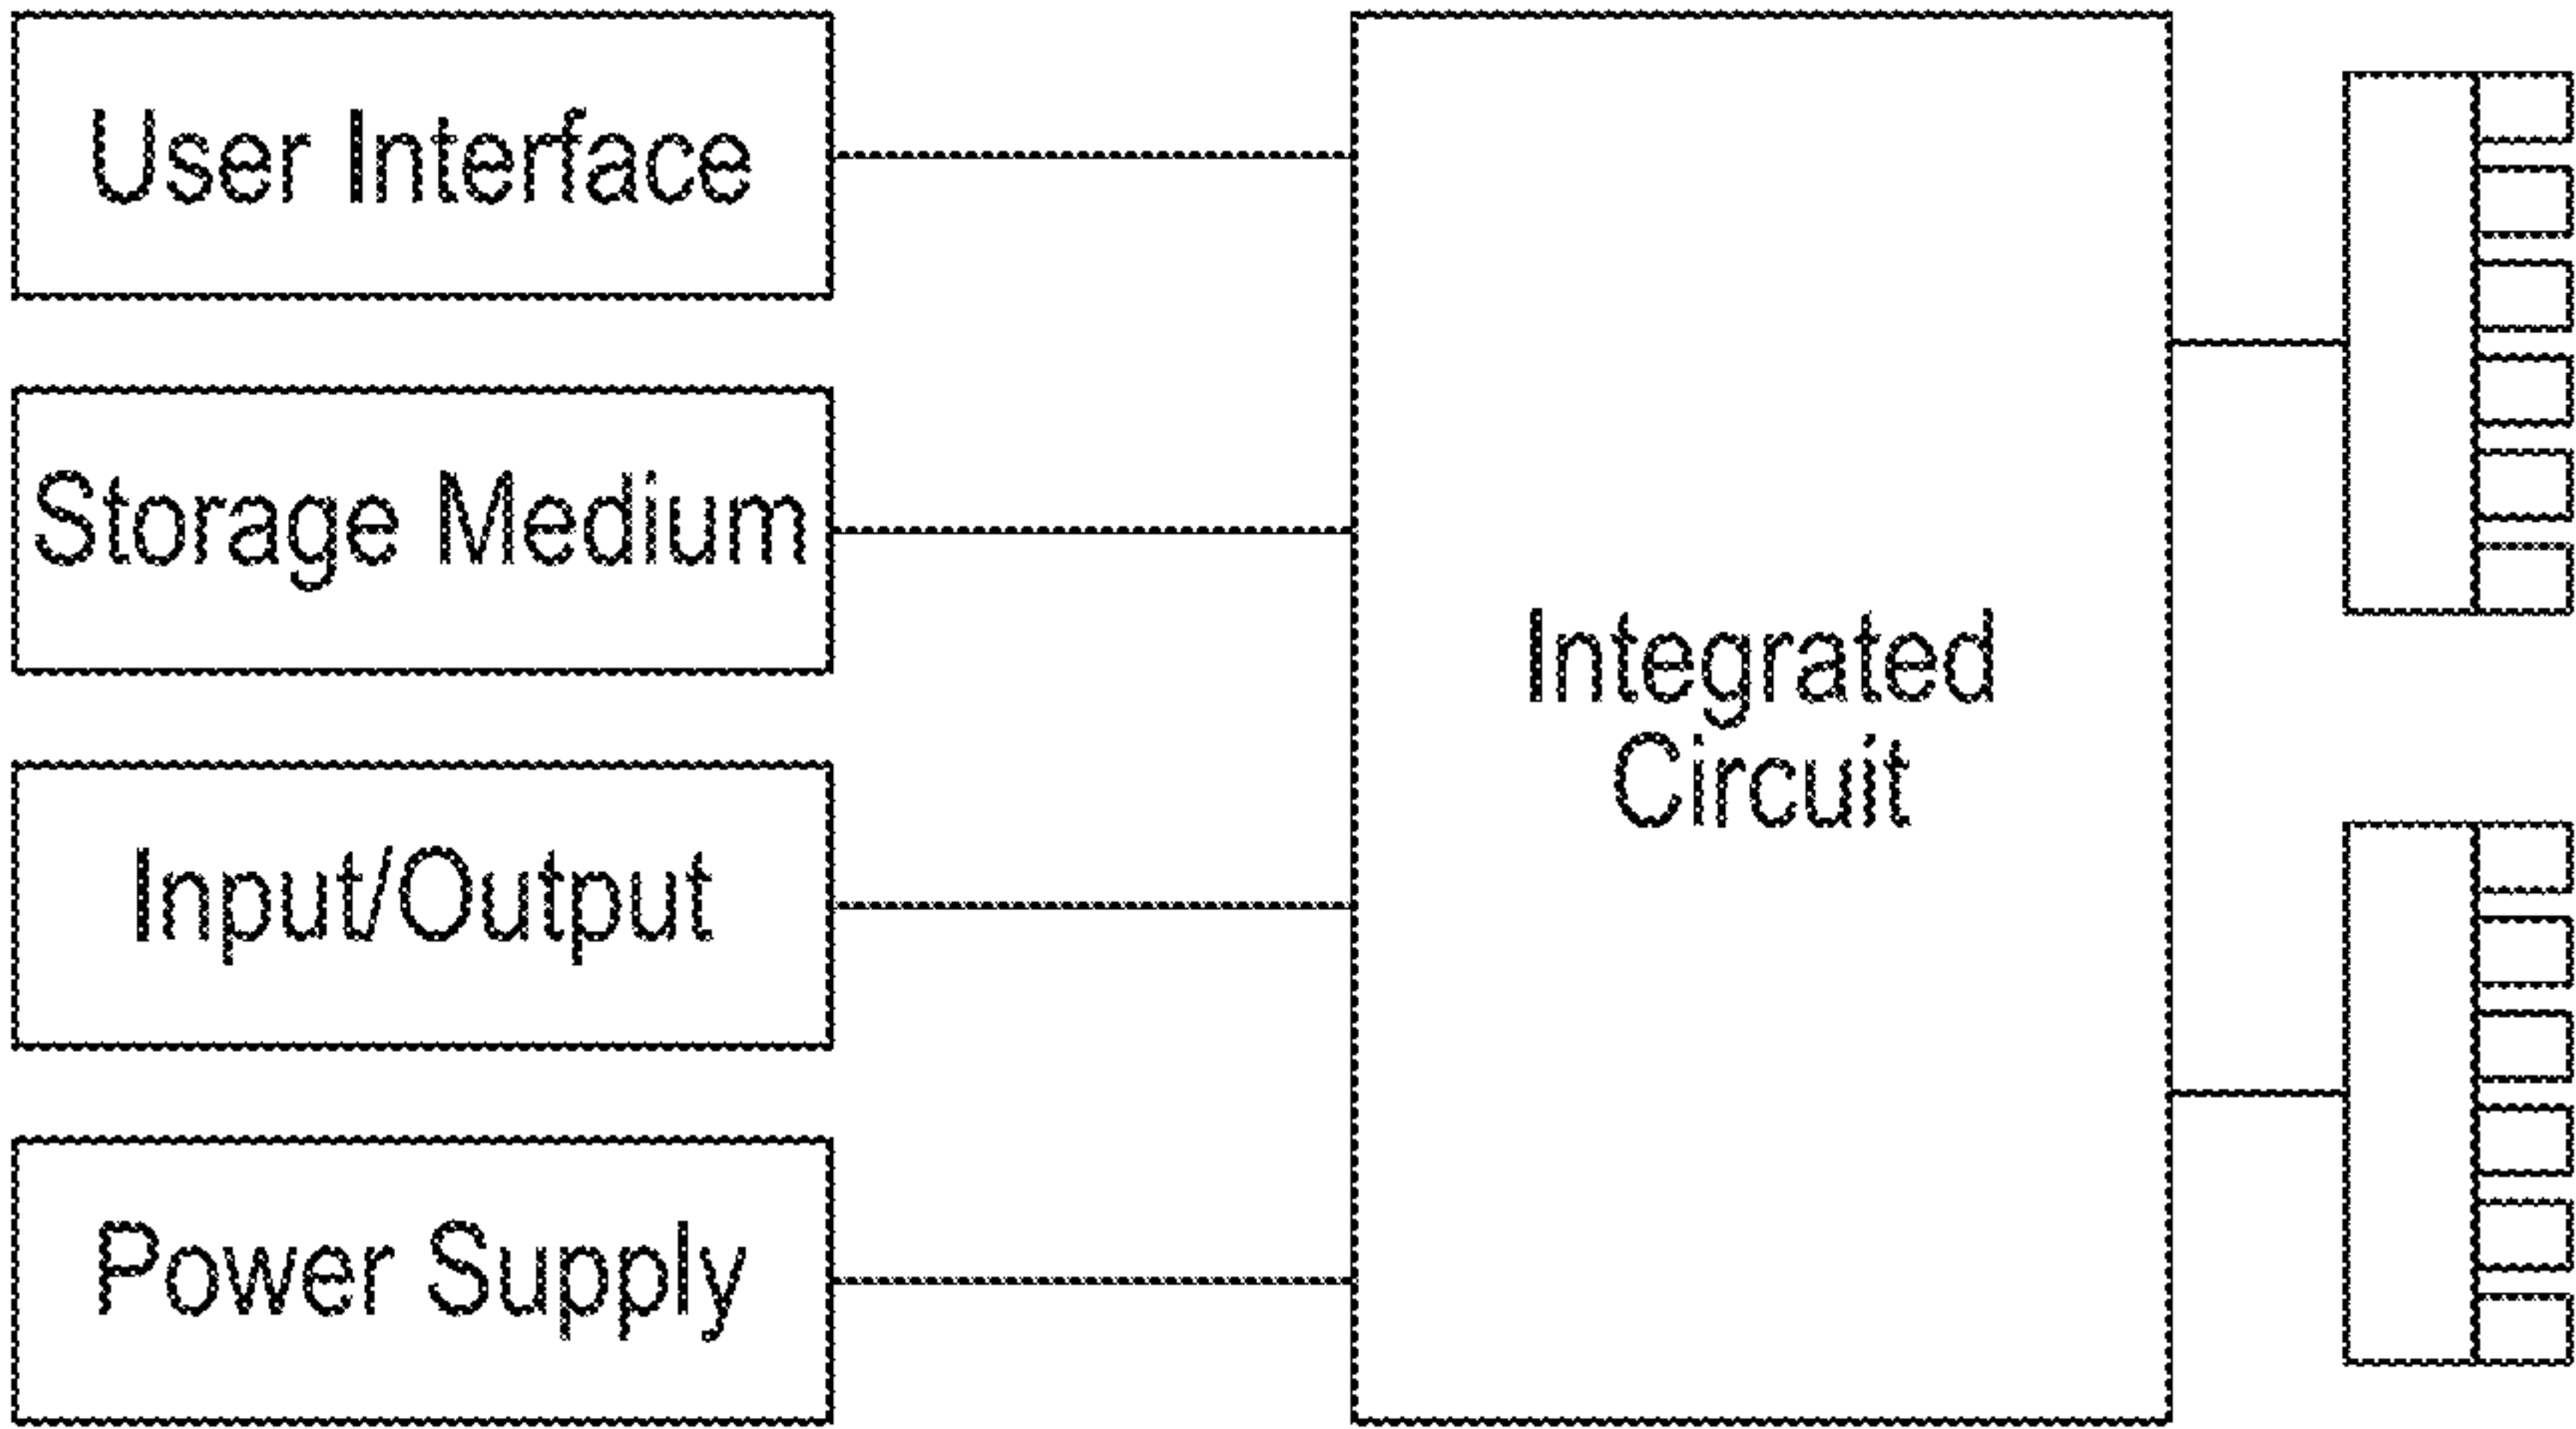 User Interface
Storage Medium
Input/Output
Power Supply
Integrated
Circuit